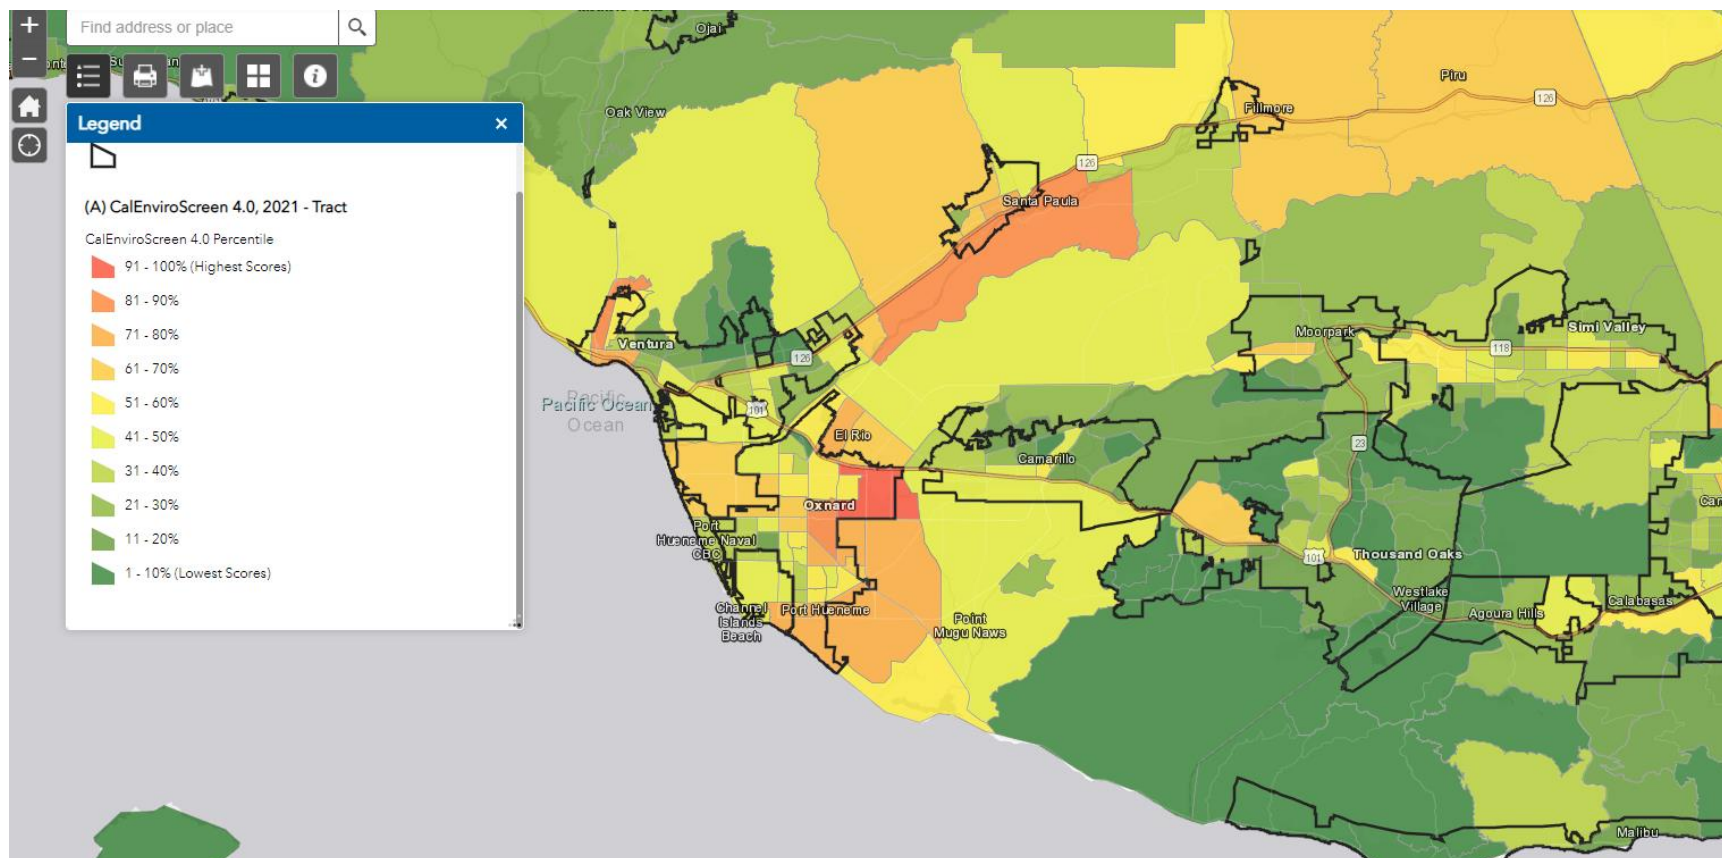 +
Find address or place
−
Legend
×
(A) CalEnviroScreen 4.0, 2021 - Tract
CalEnviroScreen 4.0 Percentile
91 - 100% (Highest Scores)
81 - 90%
71 - 80%
61 - 70%
51 - 60%
41 - 50%
31 - 40%
21 - 30%
11 - 20%
1 - 10% (Lowest Scores)
Ojai
Oak View
Piru
126
Fillmore
126
Santa Paula
Ventura
126
Moorpark
Simi Valley
118
Pacific Ocean
Pacific
Ocean
101
El Rio
Camarillo
23
Oxnard
Port
Hueneme Naval
CBC
101
Thousand Oaks
Westlake
Village
Agoura Hills
Calabasas
Channel
Islands
Beach
Port Hueneme
Point
Mugu Naws
Malibu